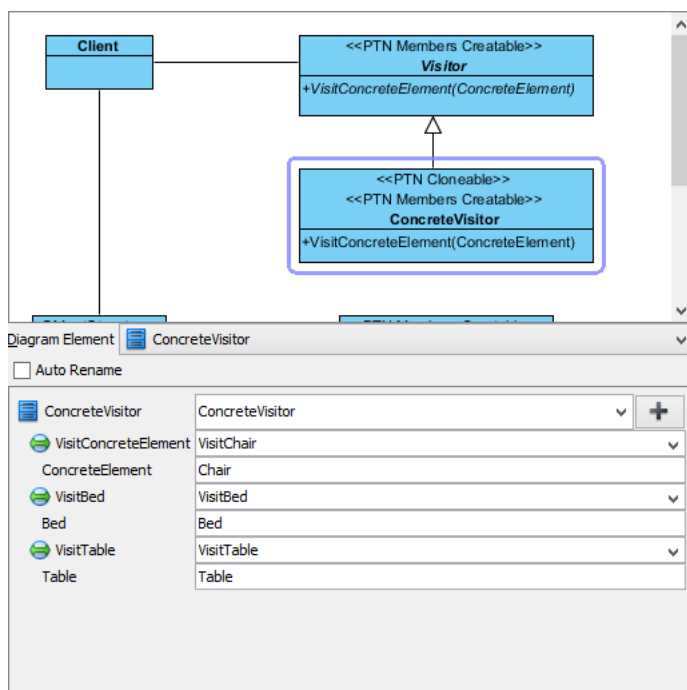 Client
<<PTN Members Creatable>>
Visitor
+VisitConcreteElement(ConcreteElement)
<<PTN Cloneable>>
<<PTN Members Creatable>>
ConcreteVisitor
+VisitConcreteElement(ConcreteElement)
Diagram Element ConcreteVisitor
Auto Rename
ConcreteVisitor ConcreteVisitor
VisitConcreteElement VisitChair
ConcreteElement Chair
VisitBed VisitBed
Bed Bed
VisitTable VisitTable
Table Table